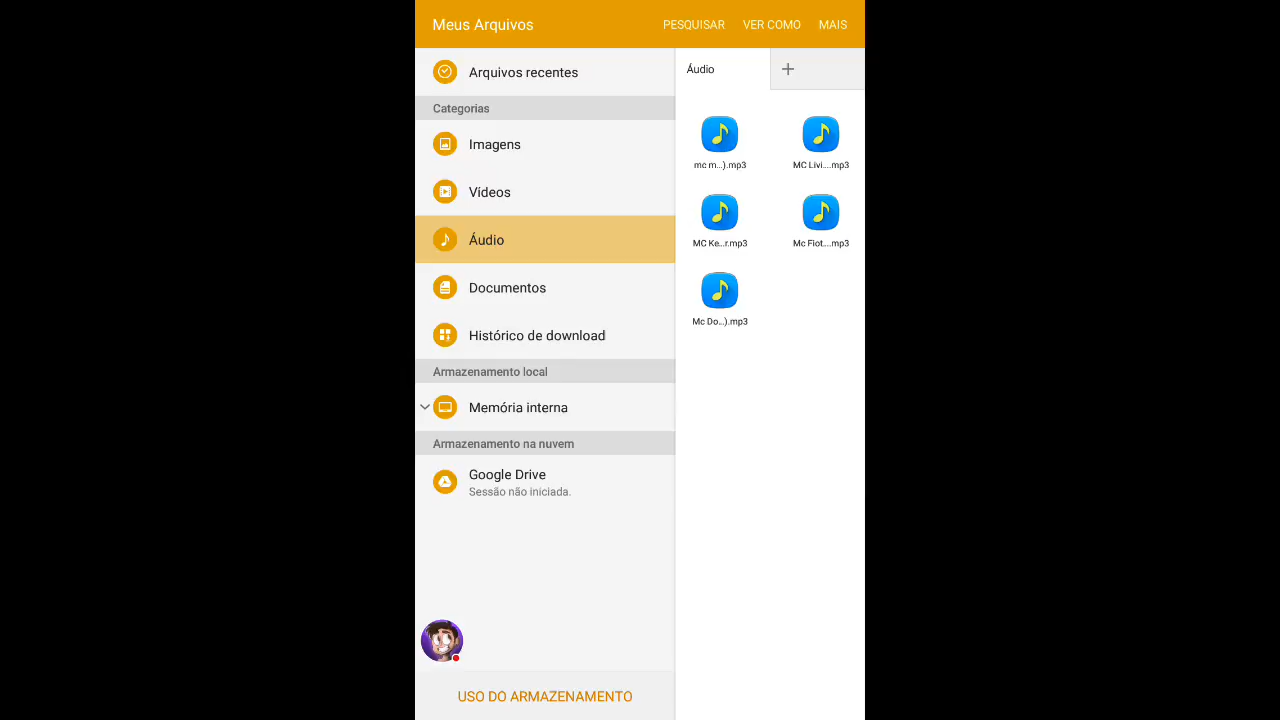 Meus Arquivos
PESQUISAR VER COMO MAIS
Arquivos recentes
Categorias
Imagens
Vídeos
Áudio
Documentos
Histórico de download
Armazenamento local
Memória interna
Armazenamento na nuvem
Google Drive
Sessão não iniciada.
USO DO ARMAZENAMENTO
Áudio
mc m...).mp3
MC Livi....mp3
MC Ke...r.mp3
Mc Fiot....mp3
Mc Do...).mp3